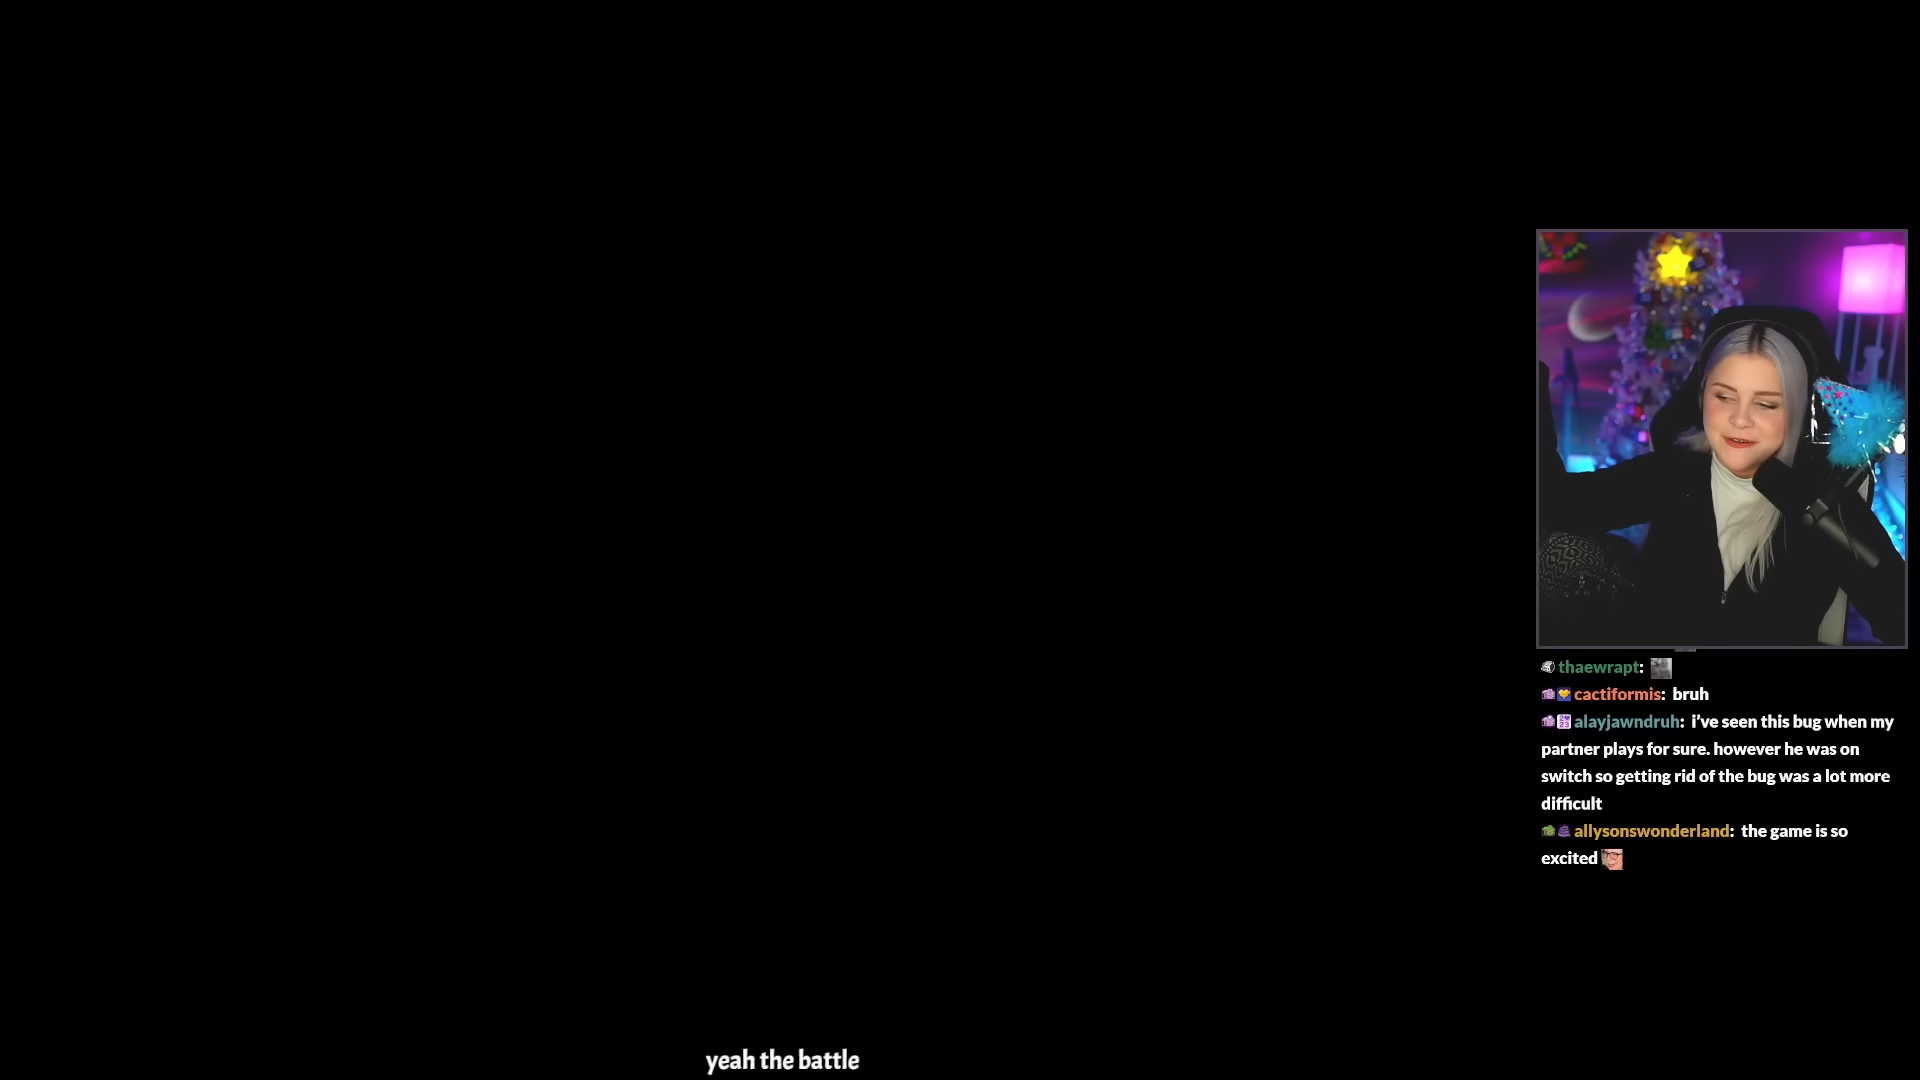 thaewrapt:
cactiformis: bruh
alayjawndruh: i've seen this bug when my
partner plays for sure. however he was on
switch so getting rid of the bug was a lot more
difficult
allysonswonderland: the game is so
excited
yeah the battle